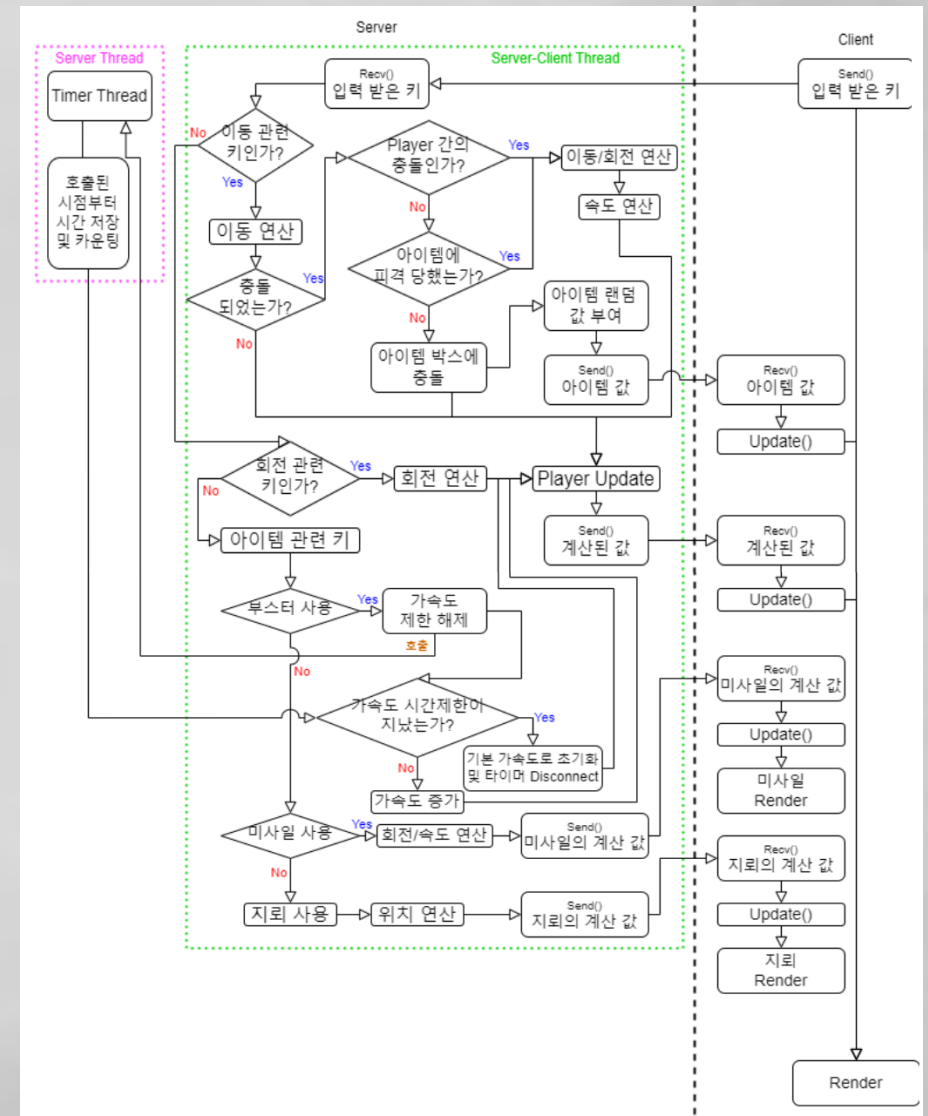 Server
Client
Server Thread
Server-Client Thread
Timer Thread
Recv()
입력 받은 키
Send()
입력 받은 키
호출된
시점부터
시간 저장
및 카운팅
No
이동 관련
키인가?
Yes
Player 간의
충돌인가?
Yes
이동/회전 연산
속도 연산
No
이동 연산
아이템에
피격 당했는가?
Yes
충돌
되었는가?
Yes
No
No
아이템 랜덤
값 부여
아이템 박스에
충돌
Send()
아이템 값
Recv()
아이템 값
Update()
회전 관련
키인가?
Yes
No
회전 연산
Player Update
Send()
계산된 값
Recv()
계산된 값
Update()
아이템 관련 키
부스터 사용
Yes
가속도
제한 해제
호출
No
가속도 시간제한이
지났는가?
Yes
No
기본 가속도로 초기화
및 타이머 Disconnect
가속도 증가
Recv()
미사일의 계산 값
Update()
미사일
Render
미사일 사용
Yes
회전/속도 연산
Send()
미사일의 계산 값
No
지뢰 사용
위치 연산
Send()
지뢰의 계산 값
Recv()
지뢰의 계산 값
Update()
지뢰
Render
Render